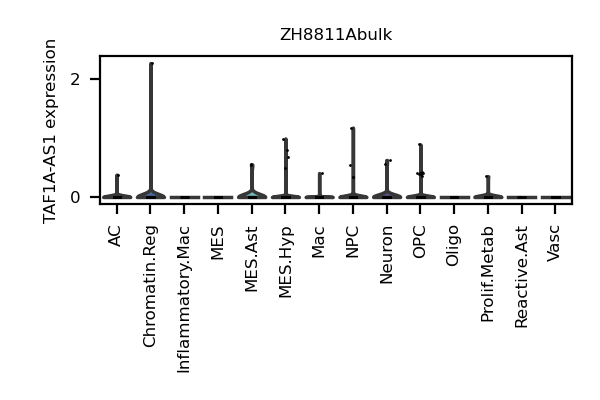 ZH8811Abulk
TAF1A-AS1 expression
2
0
AC
Chromatin.Reg
Inflammatory.Mac
MES
MES.Ast
MES.Hyp
Mac
NPC
Neuron
OPC
Oligo
Prolif.Metab
Reactive.Ast
Vasc